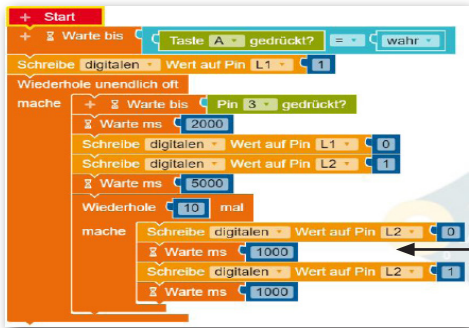 + Start
+ Warte bis Taste A gedrückt? = wahr
Schreibe digitalen Wert auf Pin L1 1
Wiederhole unendlich oft
mache + Warte bis Pin 3 gedrückt?
Warte ms 2000
Schreibe digitalen Wert auf Pin L1 0
Schreibe digitalen Wert auf Pin L2 1
Warte ms 5000
Wiederhole 10 mal
mache Schreibe digitalen Wert auf Pin L2 0
Warte ms 1000
Schreibe digitalen Wert auf Pin L2 1
Warte ms 1000